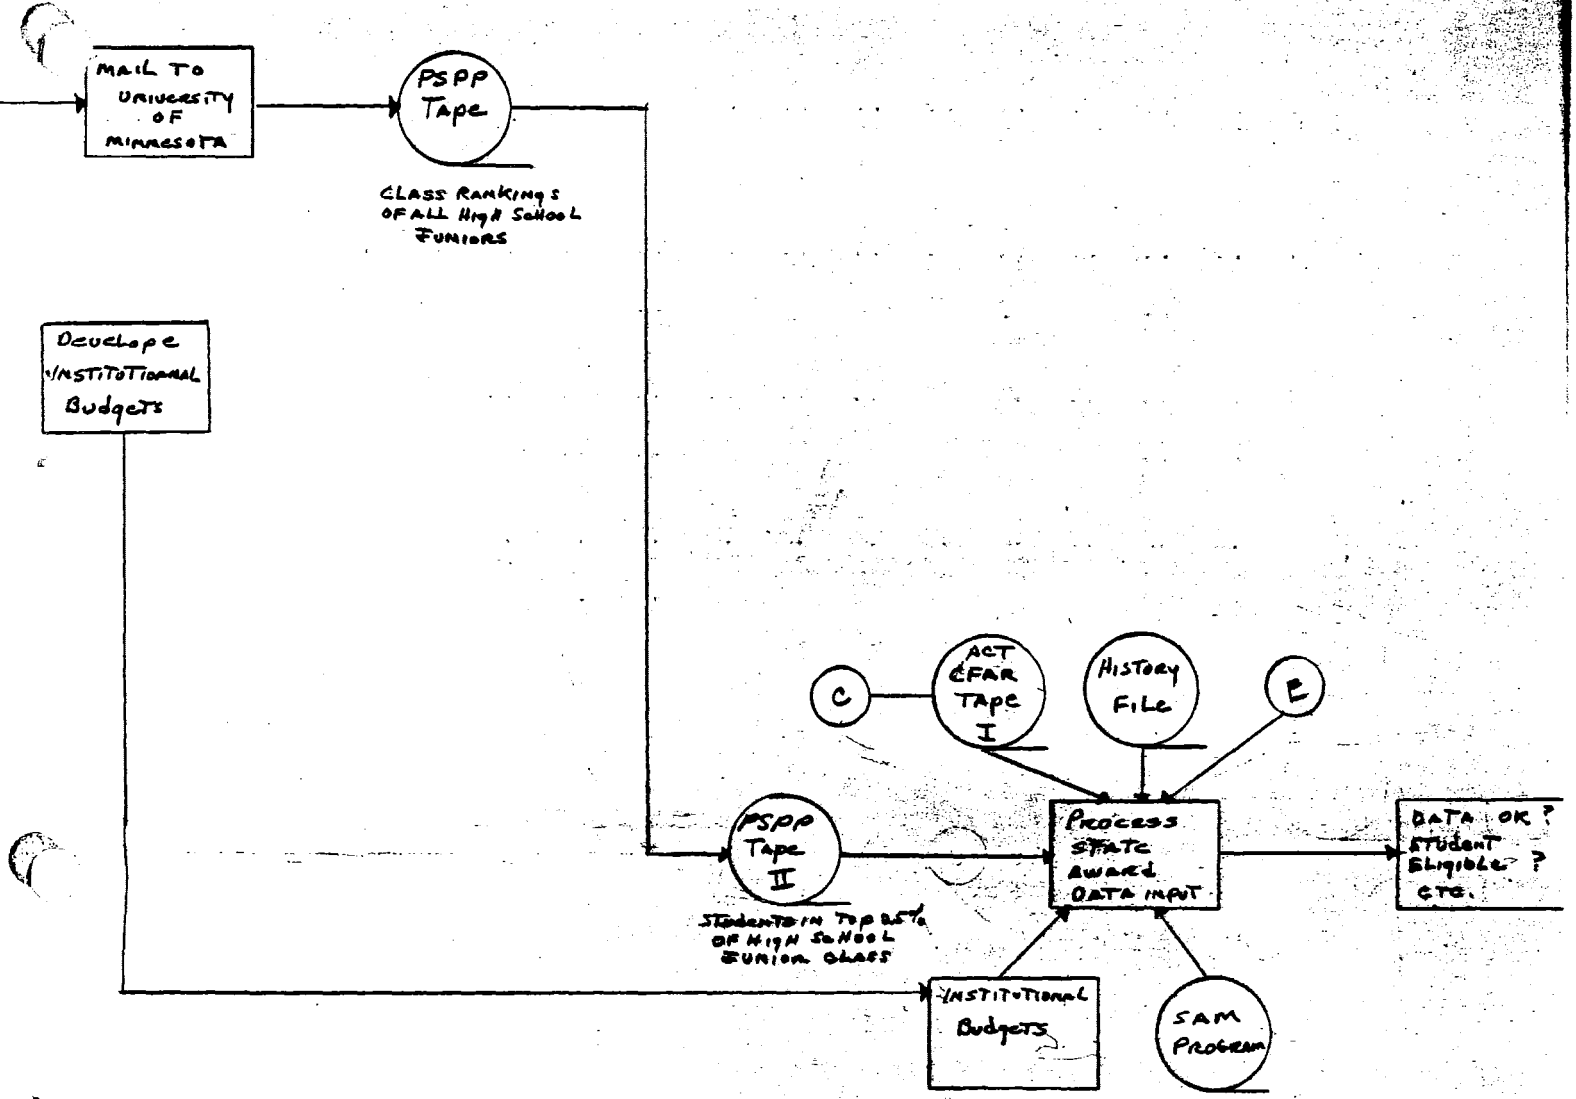 MAIL TO
UNIVERSITY
OF
MINNESOTA
PSPP
TApe
CLASS RANKINgS
OF ALL HIgH SCHOOL
JUNIORS
Develope
INSTITUTIONAL
BudgeTs
C
ACT
CFAR
TApe
I
HISTORY
FILe
E
PSPP
TApe
II
STudenTs IN Top 25%
OF HIgH SCHOOL
JUNIOR CLASS
PROCESS
STATE
AWARD
DATA INPUT
DATA OK?
STUdenT
ELIgIbLe ?
ETC.
INSTITUTIONAL
BudgeTs
SAM
PROGRAM